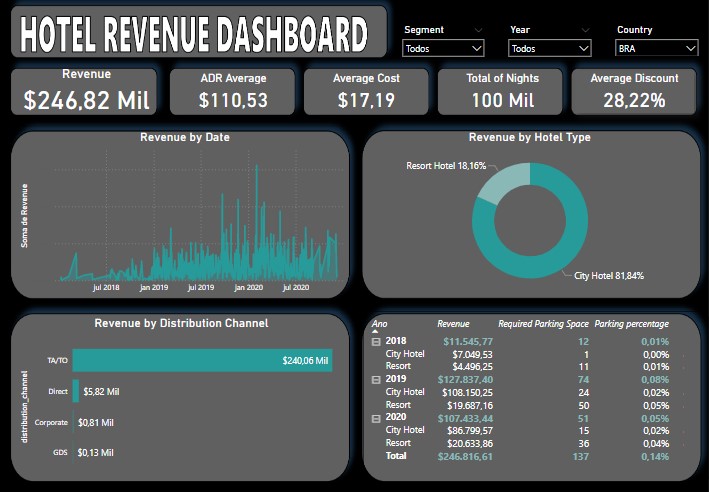 HOTEL REVENUE DASHBOARD
Segment
Todos
Year
Todos
Country
BRA
Revenue
$246,82 Mil
ADR Average
$110,53
Average Cost
$17,19
Total of Nights
100 Mil
Average Discount
28,22%
Revenue by Date
Soma de Revenue
jul 2018 jan 2019 jul 2019 jan 2020 jul 2020
Revenue by Hotel Type
Resort Hotel 18,16%
City Hotel 81,84%
Revenue by Distribution Channel
distribution_channel
TA/TO $240,06 Mil
Direct $5,82 Mil
Corporate $0,81 Mil
GDS $0,13 Mil
Ano Revenue Required Parking Space Parking percentage
2018 $11.545,77 12 0,01%
City Hotel $7.049,53 1 0,00%
Resort $4.496,25 11 0,01%
2019 $127.837,40 74 0,08%
City Hotel $108.150,25 24 0,02%
Resort $19.687,16 50 0,05%
2020 $107.433,44 51 0,05%
City Hotel $86.799,57 15 0,02%
Resort $20.633,86 36 0,04%
Total $246.816,61 137 0,14%